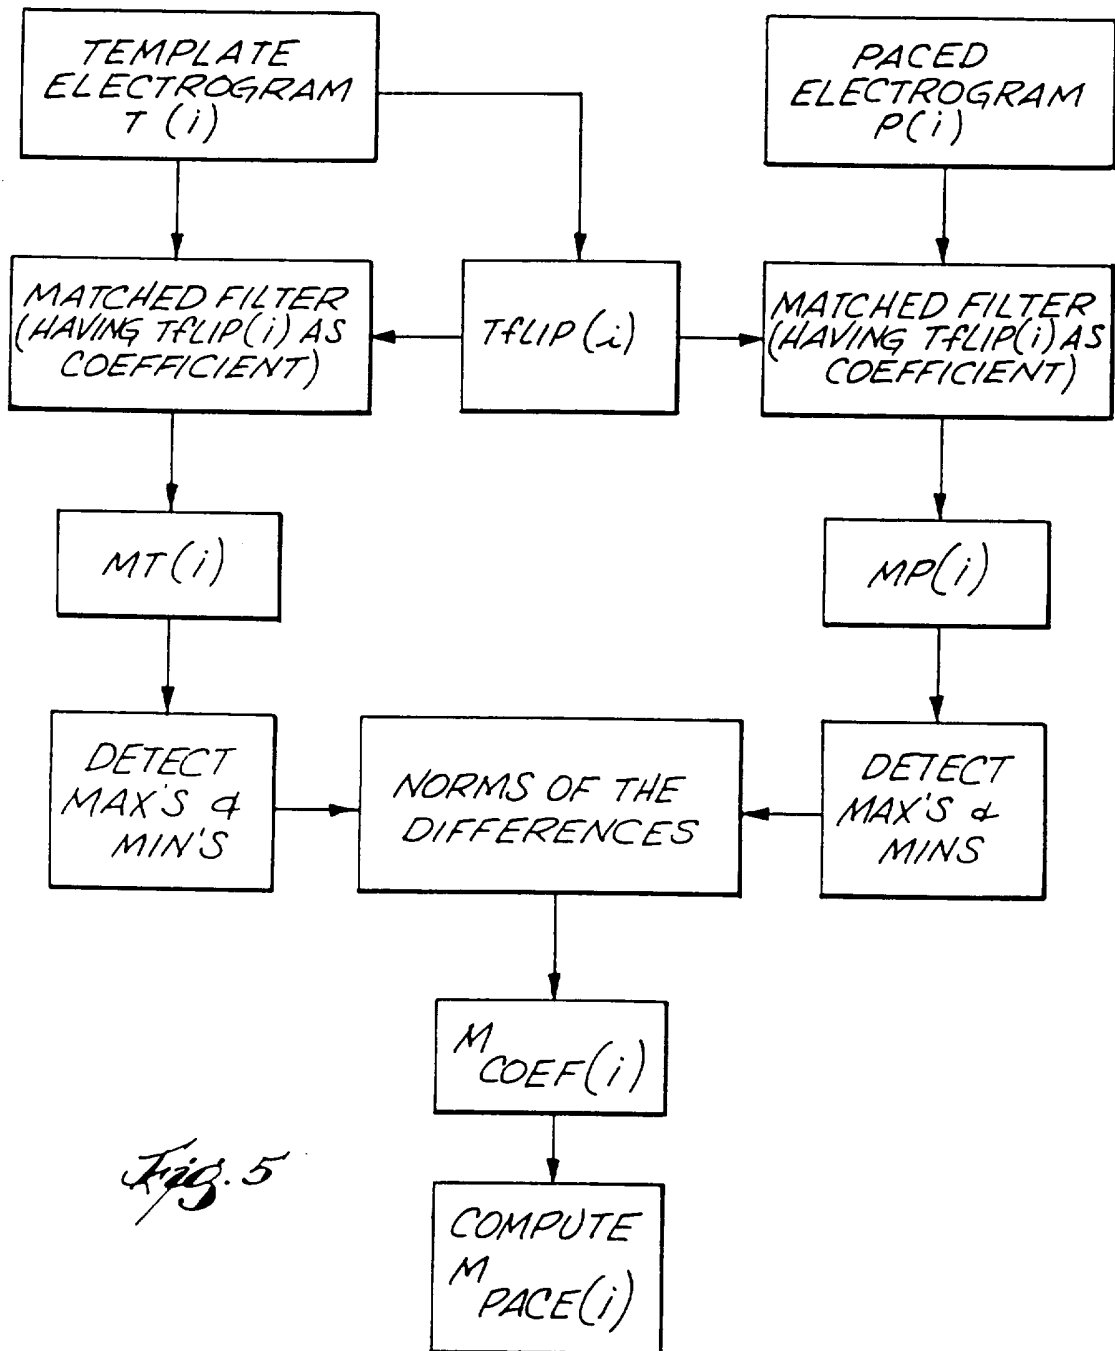 TEMPLATE
ELECTROGRAM
T (i)
PACED
ELECTROGRAM
P(i)
MATCHED FILTER
(HAVING TfLIP(i) AS
COEFFICIENT)
TfLIP (i)
MATCHED FILTER
(HAVING TfLIP(i) AS
COEFFICIENT)
MT(i)
MP(i)
DETECT
MAX'S &
MIN'S
NORMS OF THE
DIFFERENCES
DETECT
MAX'S &
MINS
M COEF(i)
Fig. 5
COMPUTE
M PACE(i)